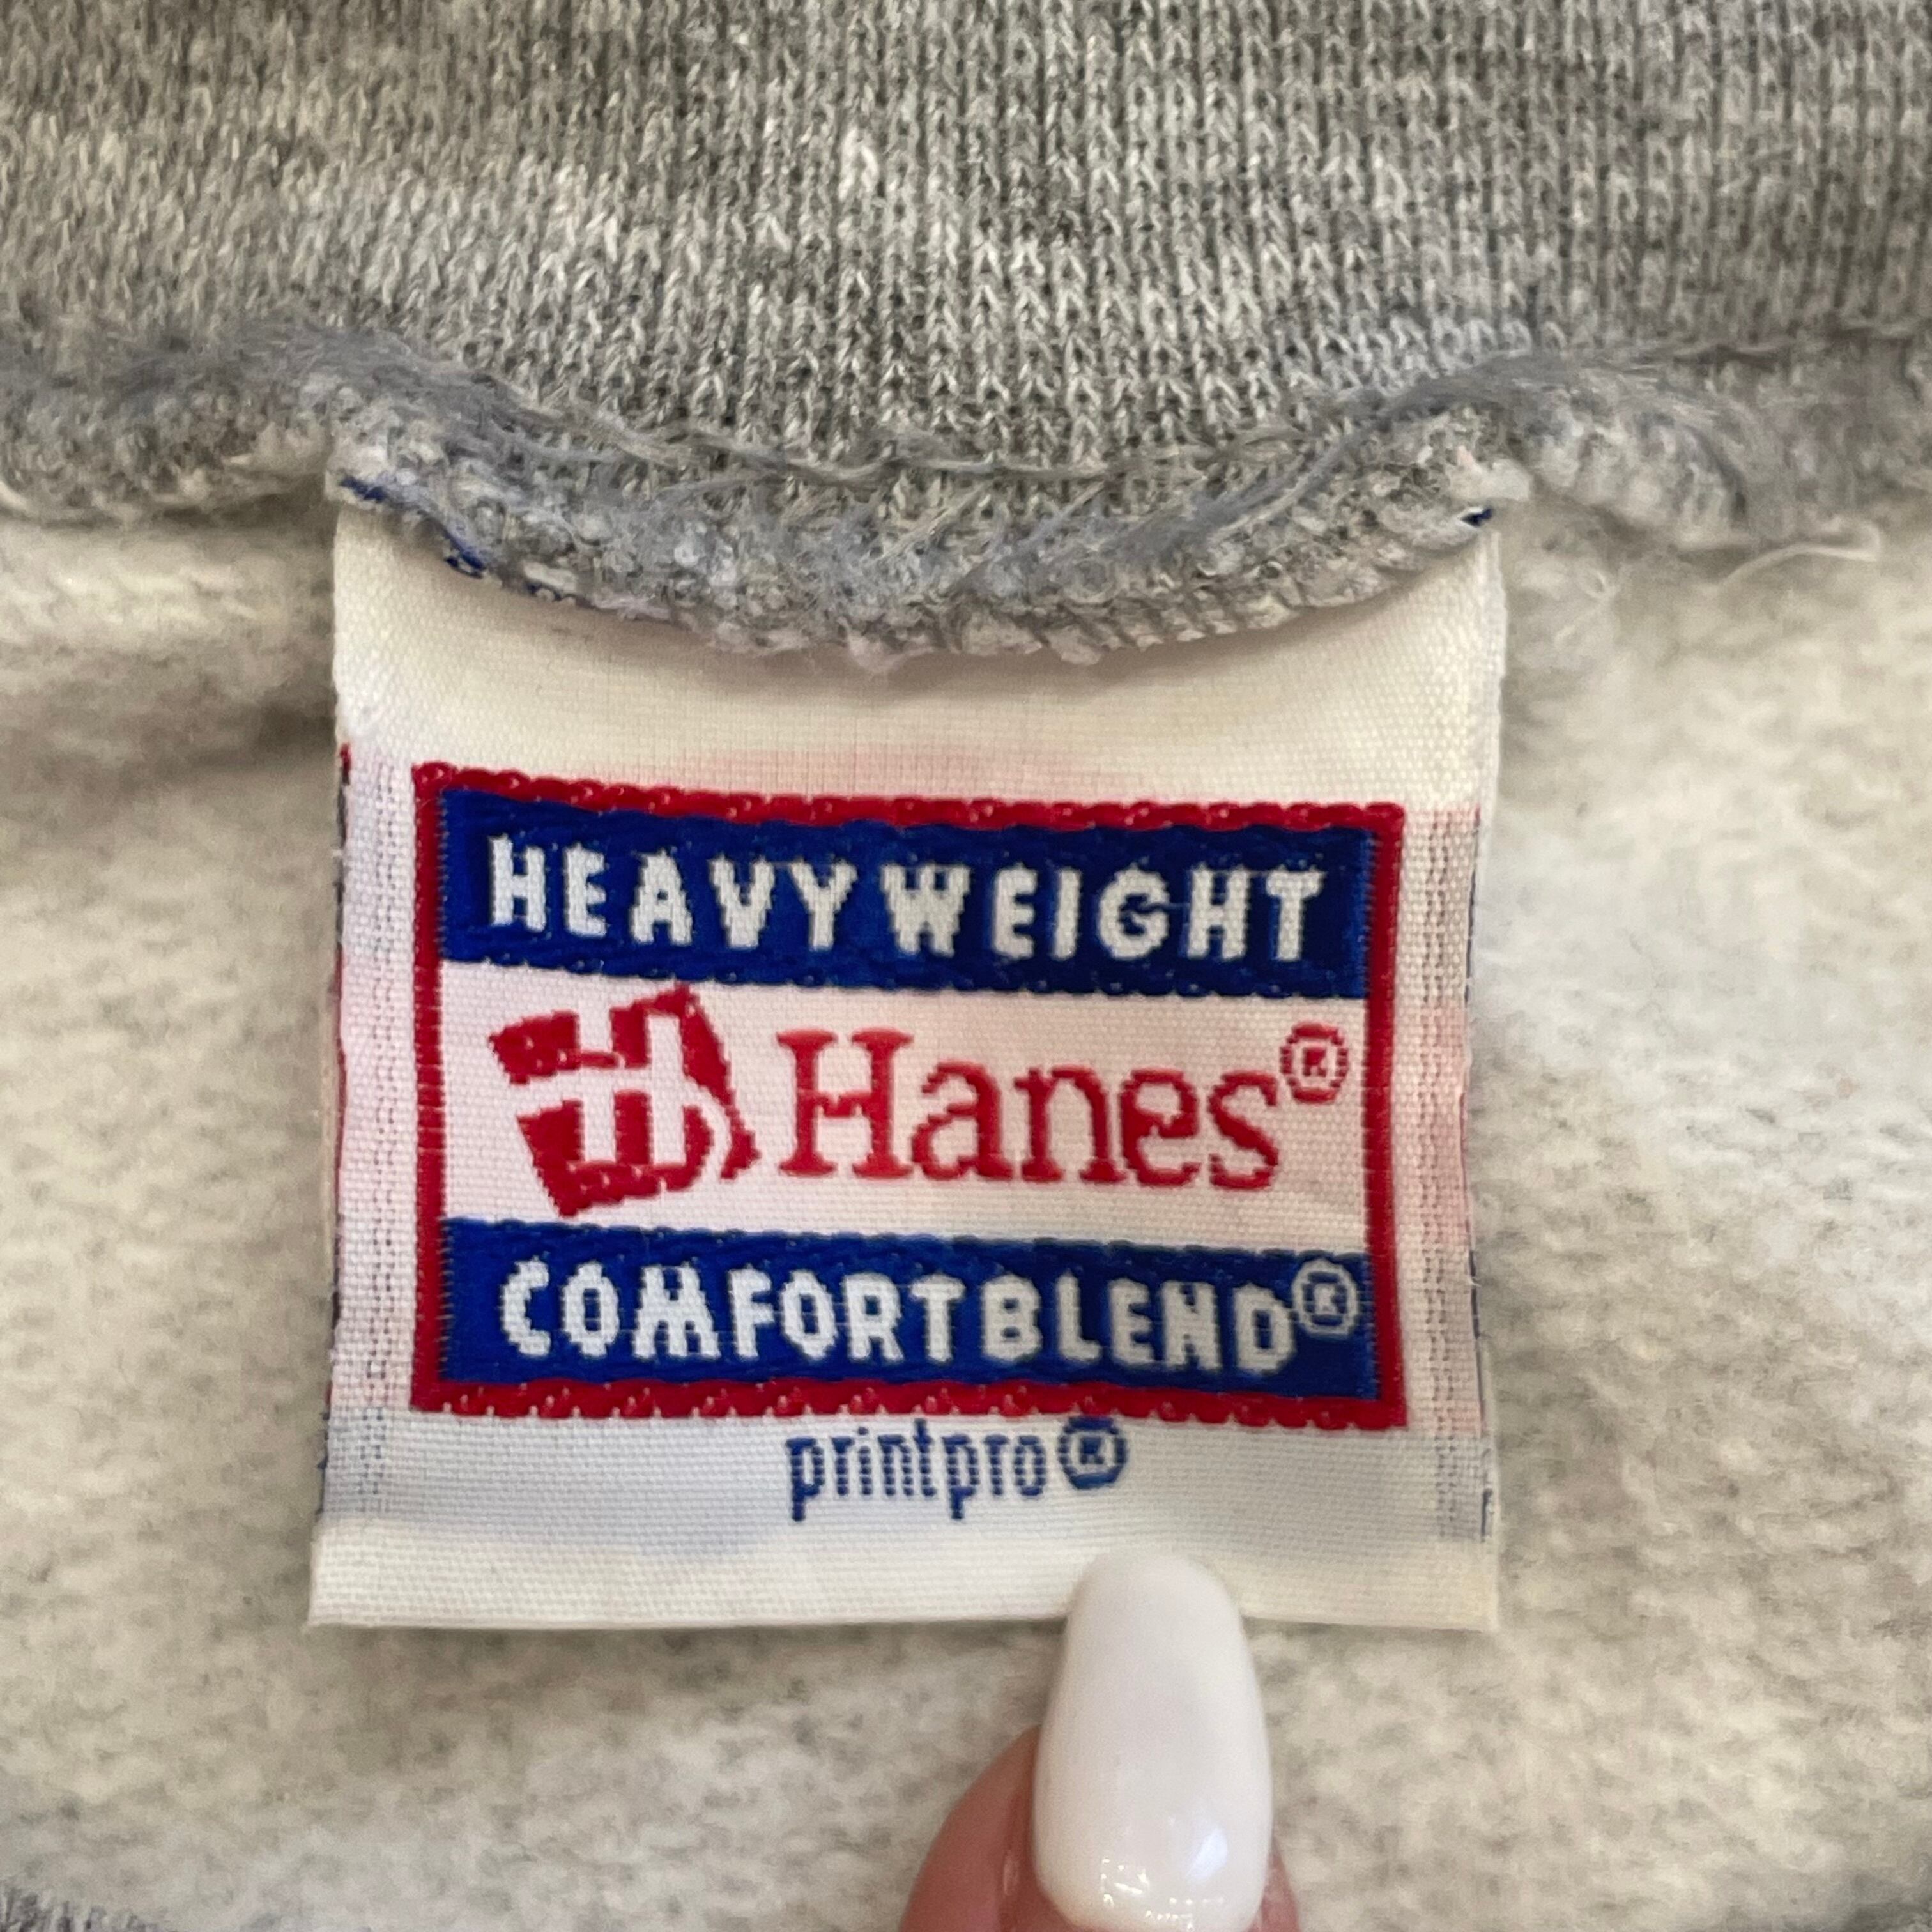 HEAVYWEIGHT
H Hanes®
COMFORTBLEND®
printpro®